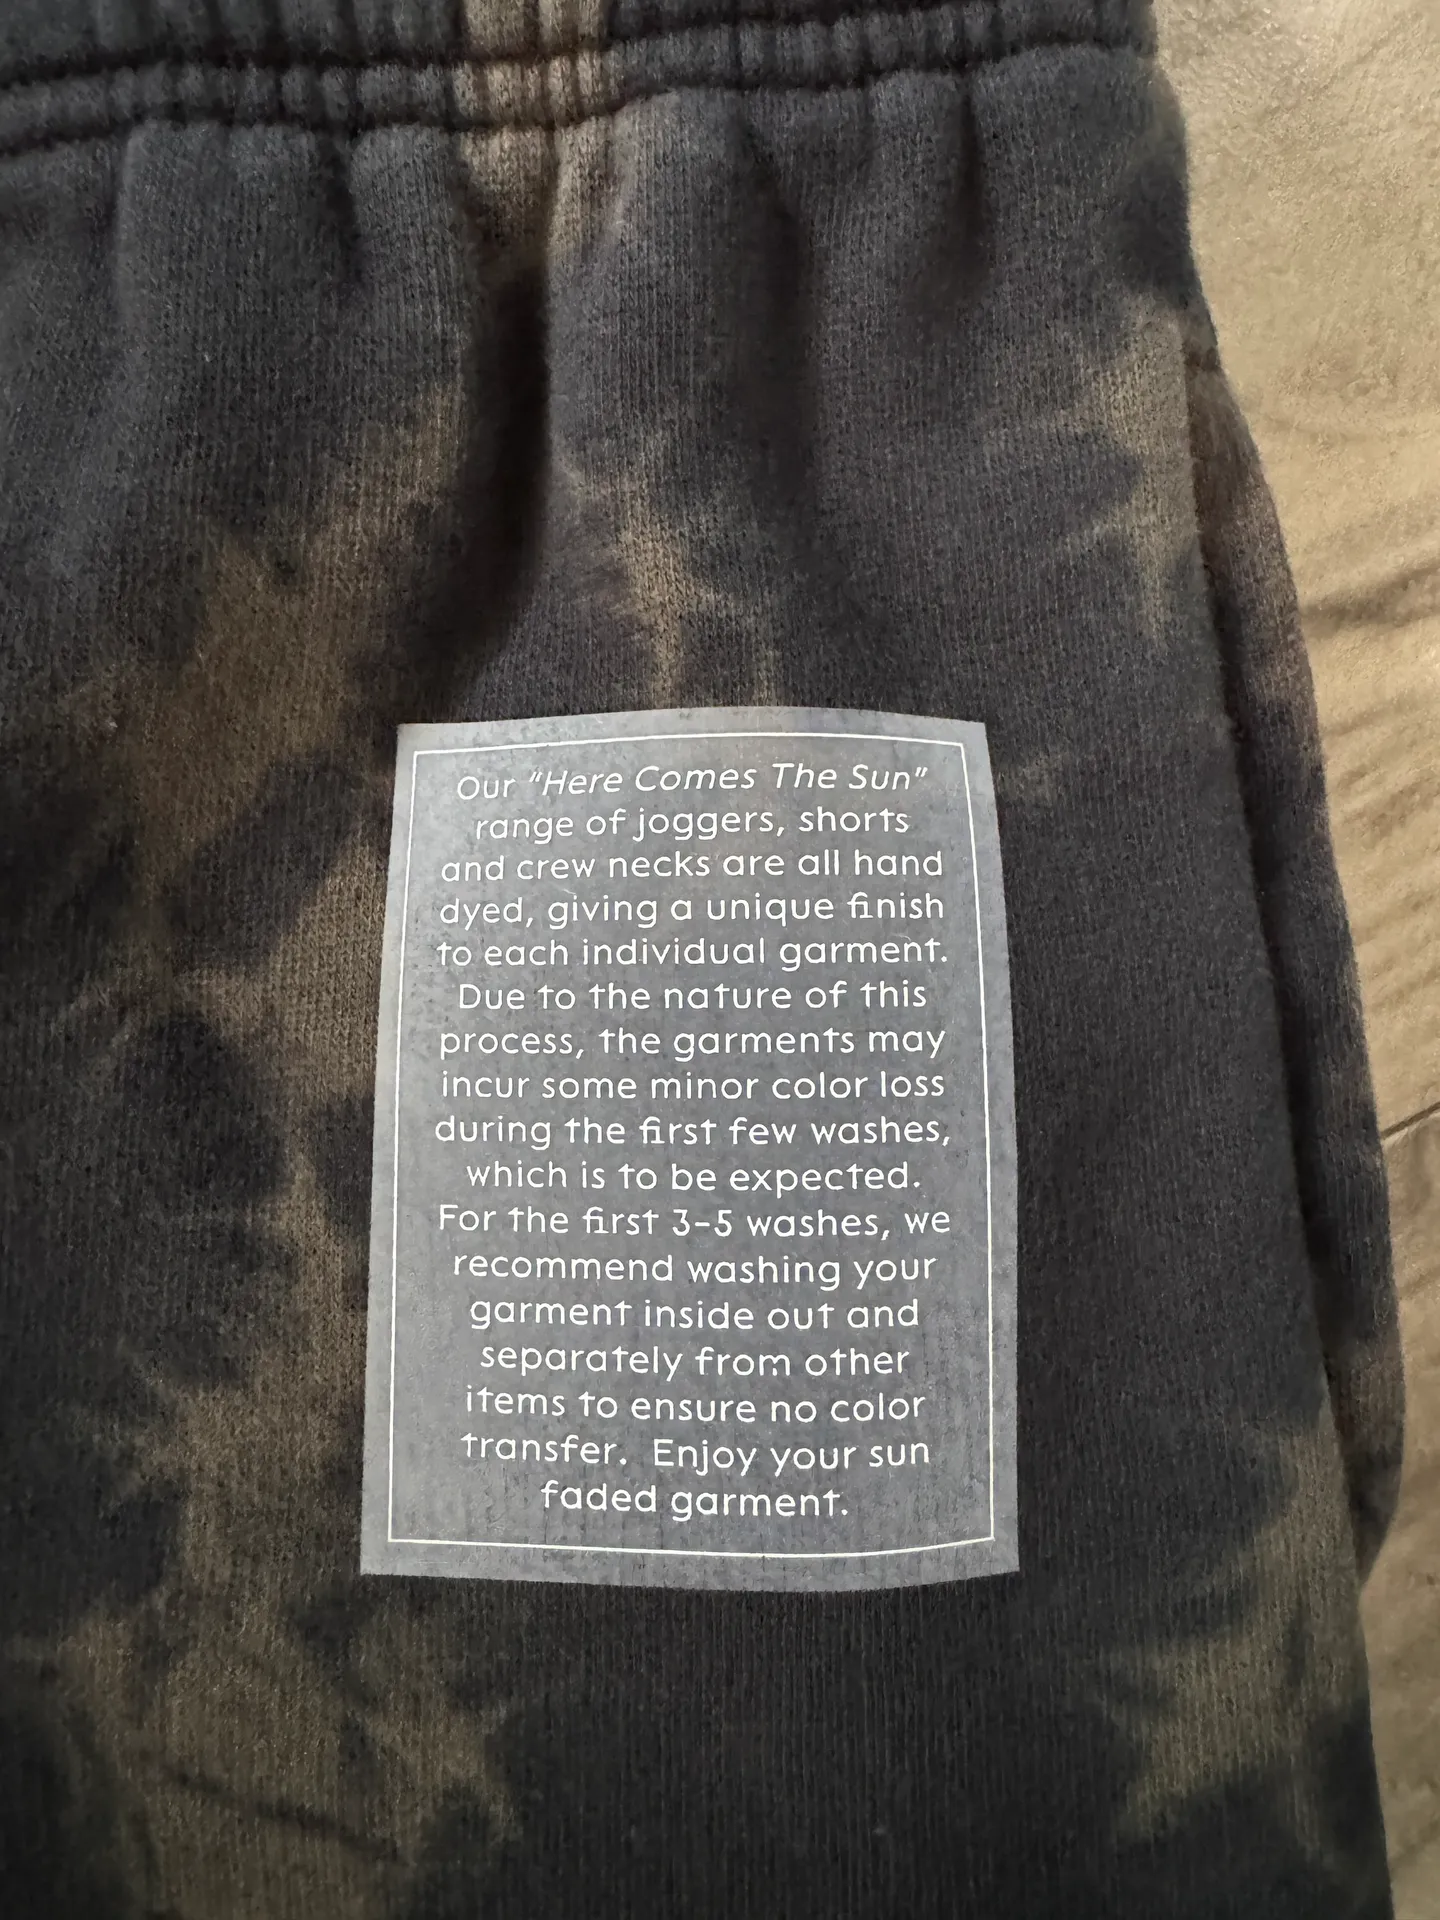 Our “Here Comes The Sun”
range of joggers, shorts
and crew necks are all hand
dyed, giving a unique finish
to each individual garment.
Due to the nature of this
process, the garments may
incur some minor color loss
during the first few washes,
which is to be expected.
For the first 3-5 washes, we
recommend washing your
garment inside out and
separately from other
items to ensure no color
transfer.  Enjoy your sun
faded garment.